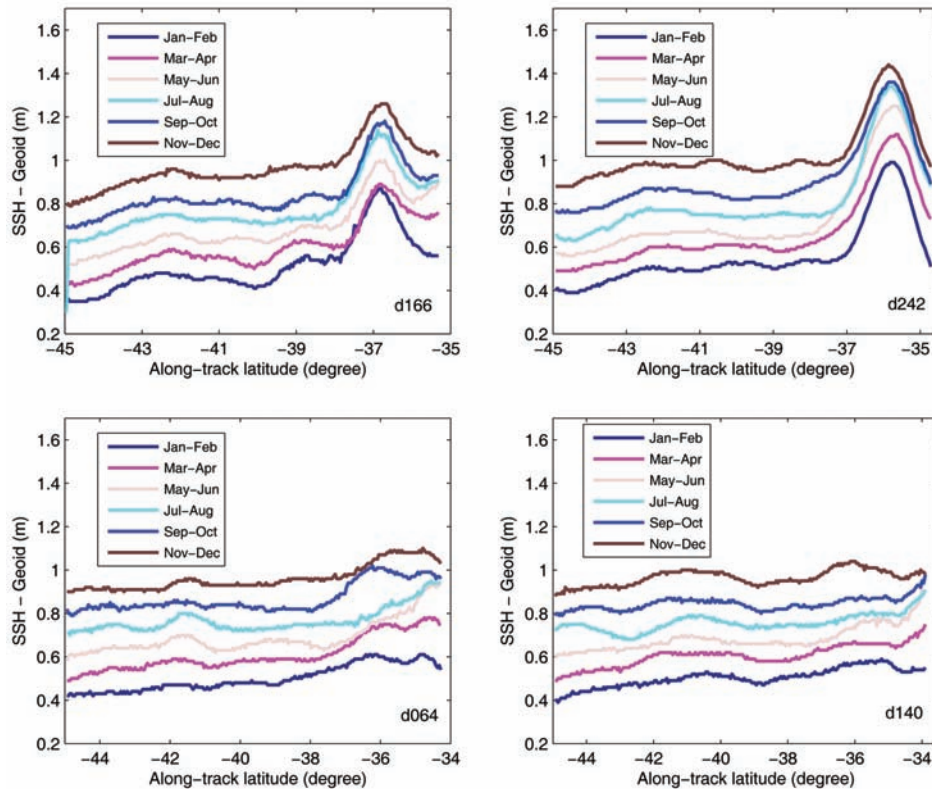 1.6
1.4
1.2
1
0.8
0.6
0.4
0.2
SSH - Geoid (m)
Jan-Feb
Mar-Apr
May-Jun
Jul-Aug
Sep-Oct
Nov-Dec
d166
-45 -43 -41 -39 -37 -35
Along-track latitude (degree)
1.6
1.4
1.2
1
0.8
0.6
0.4
0.2
SSH - Geoid (m)
Jan-Feb
Mar-Apr
May-Jun
Jul-Aug
Sep-Oct
Nov-Dec
d242
-45 -43 -41 -39 -37 -35
Along-track latitude (degree)
1.6
1.4
1.2
1
0.8
0.6
0.4
0.2
SSH - Geoid (m)
Jan-Feb
Mar-Apr
May-Jun
Jul-Aug
Sep-Oct
Nov-Dec
d064
-44 -42 -40 -38 -36 -34
Along-track latitude (degree)
1.6
1.4
1.2
1
0.8
0.6
0.4
0.2
SSH - Geoid (m)
Jan-Feb
Mar-Apr
May-Jun
Jul-Aug
Sep-Oct
Nov-Dec
d140
-44 -42 -40 -38 -36 -34
Along-track latitude (degree)